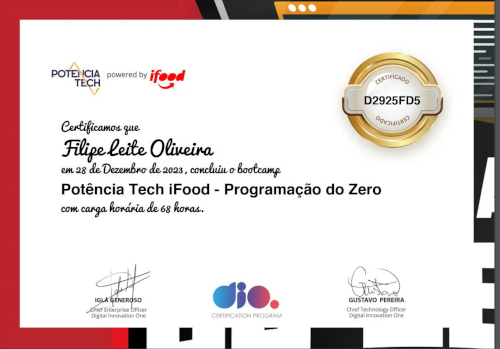 POTÊNCIA
TECH
powered by ifood
CERTIFICADO
D2925FD5
CERTIFICADO
Certificamos que
Filipe Leite Oliveira
em 28 de Dezembro de 2023, concluiu o bootcamp
Potência Tech iFood - Programação do Zero
com carga horária de 68 horas.
IGLÁ GENEROSO
Chief Enterprise Officer
Digital Innovation One
dio.
CERTIFICATION PROGRAM
GUSTAVO PEREIRA
Chief Technology Officer
Digital Innovation One